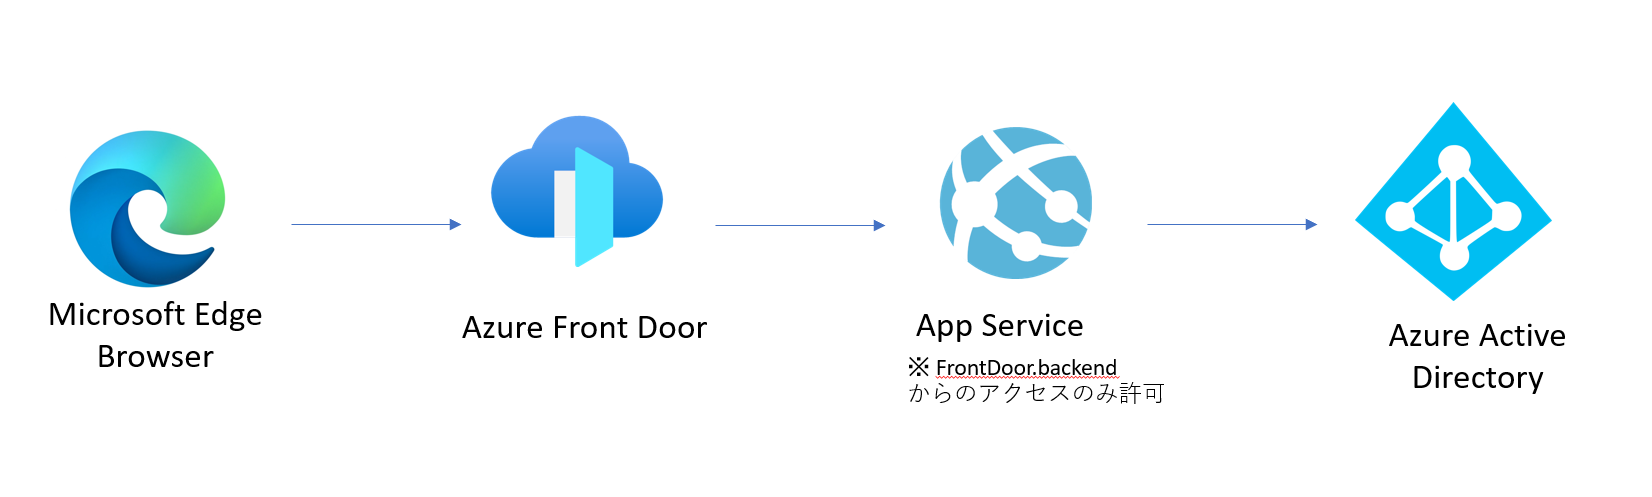 Microsoft Edge
Browser
Azure Front Door
App Service
※ FrontDoor.backend
からのアクセスのみ許可
Azure Active
Directory